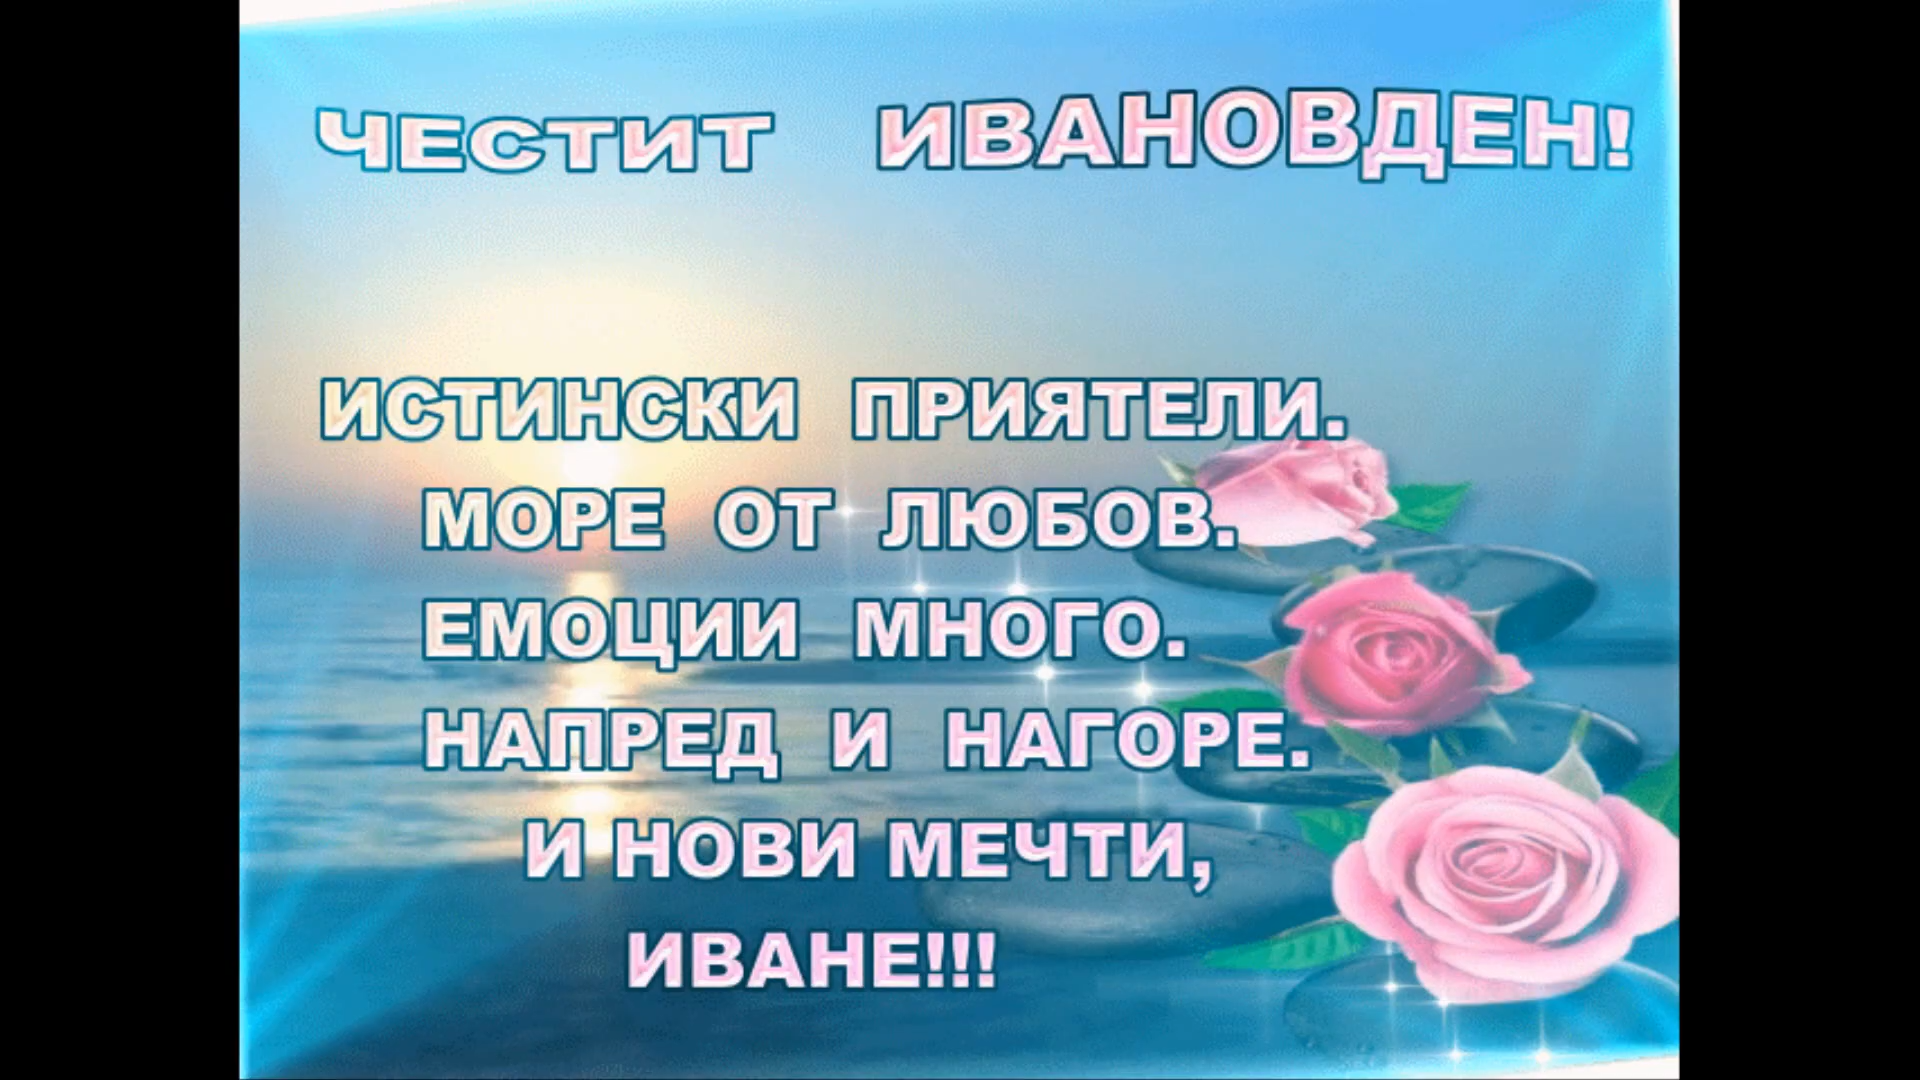 ЧЕСТИТ ИВАНОВДЕН!
ИСТИНСКИ ПРИЯТЕЛИ.
МОРЕ ОТ ЛЮБОВ.
ЕМОЦИИ МНОГО.
НАПРЕД И НАГОРЕ.
И НОВИ МЕЧТИ,
ИВАНЕ!!!